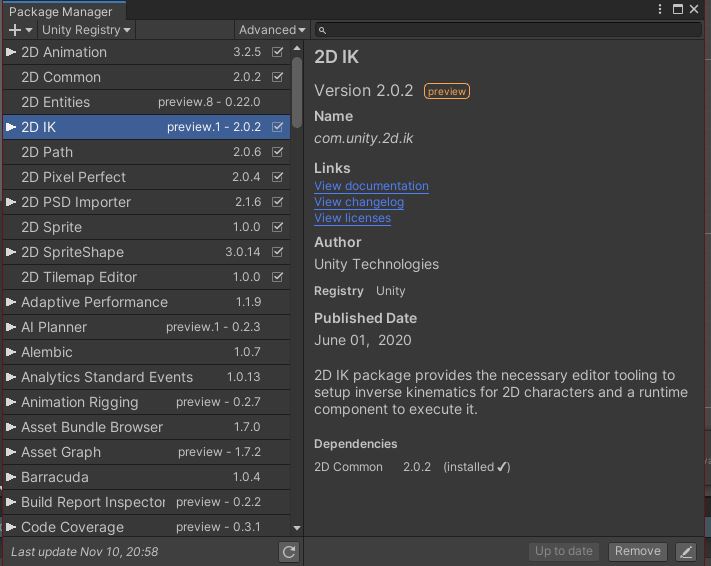 Package Manager
Unity Registry
Advanced
2D Animation 3.2.5
2D Common 2.0.2
2D Entities preview.8 - 0.22.0
2D IK preview.1 - 2.0.2
2D Path 2.0.6
2D Pixel Perfect 2.0.4
2D PSD Importer 2.1.6
2D Sprite 1.0.0
2D SpriteShape 3.0.14
2D Tilemap Editor 1.0.0
Adaptive Performance 1.1.9
AI Planner preview.1 - 0.2.3
Alembic 1.0.7
Analytics Standard Events 1.0.13
Animation Rigging preview - 0.2.7
Asset Bundle Browser 1.7.0
Asset Graph preview - 1.7.2
Barracuda 1.0.4
Build Report Inspector preview - 0.2.2
Code Coverage preview - 0.3.1
Last update Nov 10, 20:58
2D IK
Version 2.0.2 preview
Name
com.unity.2d.ik
Links
View documentation
View changelog
View licenses
Author
Unity Technologies
Registry Unity
Published Date
June 01, 2020
2D IK package provides the necessary editor tooling to
setup inverse kinematics for 2D characters and a runtime
component to execute it.
Dependencies
2D Common 2.0.2 (installed ✔)
Up to date
Remove